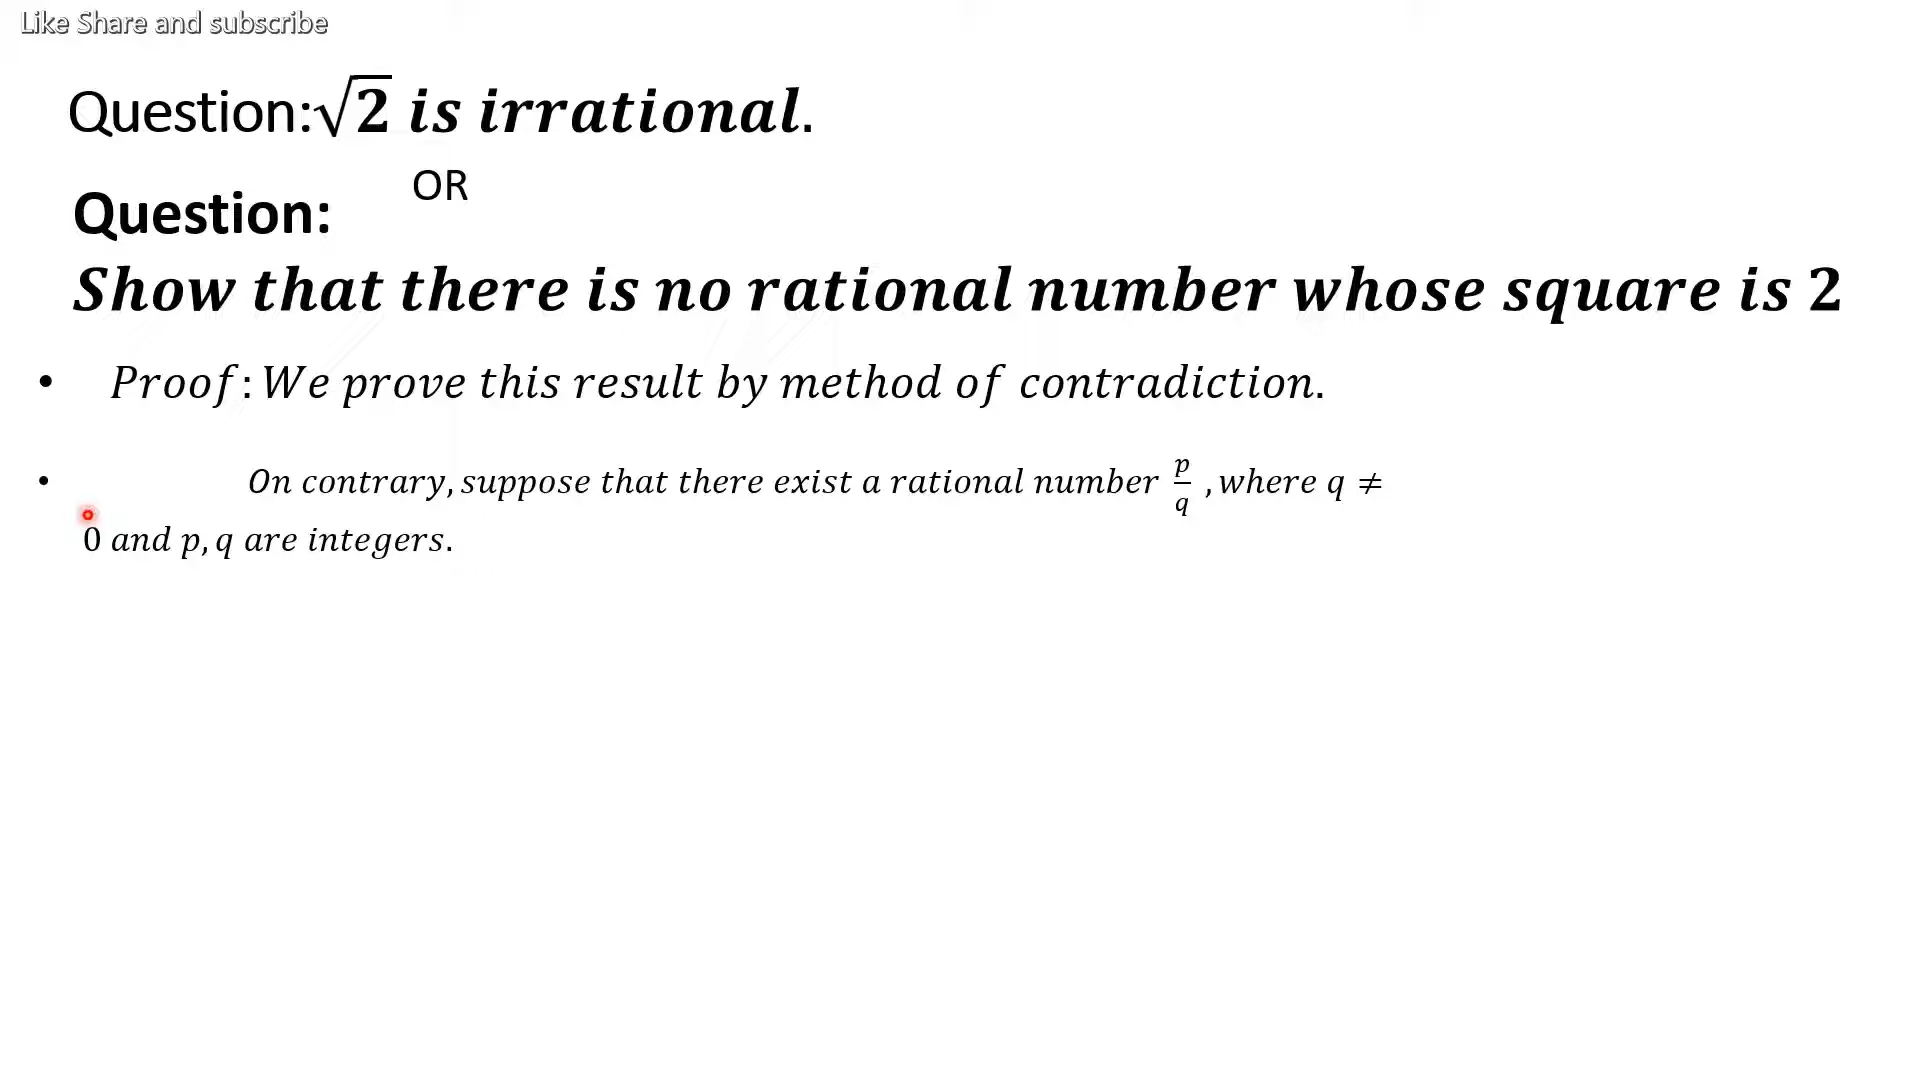 Like Share and subscribe
Question:√2 is irrational.
OR
Question:
Show that there is no rational number whose square is 2
• Proof: We prove this result by method of contradiction.
• On contrary, suppose that there exist a rational number p/q , where q ≠
0 and p, q are integers.